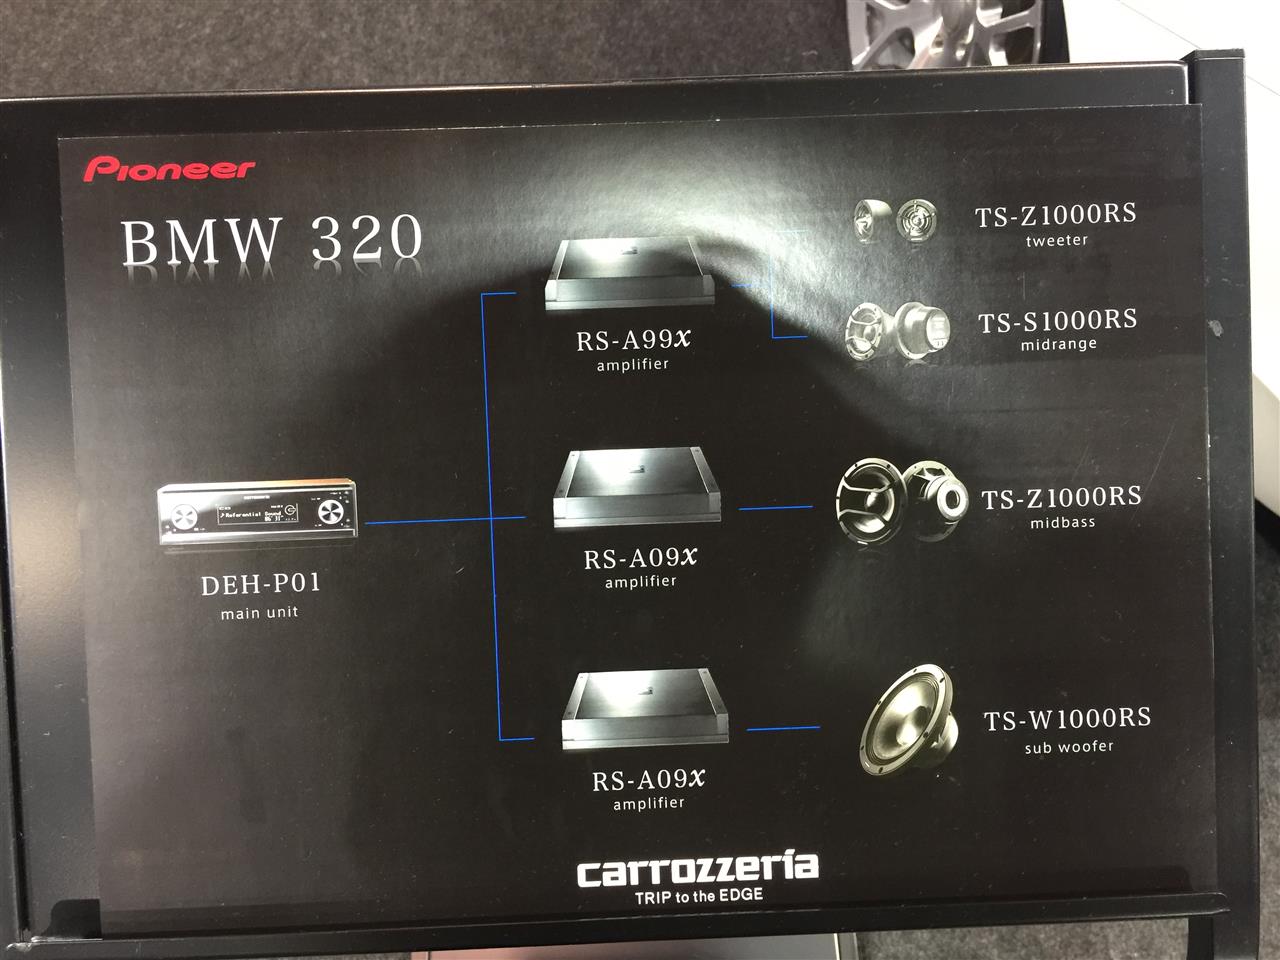 Pioneer
BMW 320
TS-Z1000RS
tweeter
RS-A99x
amplifier
TS-S1000RS
midrange
carrozzeria
DEH-P01
main unit
RS-A09x
amplifier
TS-Z1000RS
midbass
RS-A09x
amplifier
TS-W1000RS
sub woofer
carrozzeria
TRIP to the EDGE